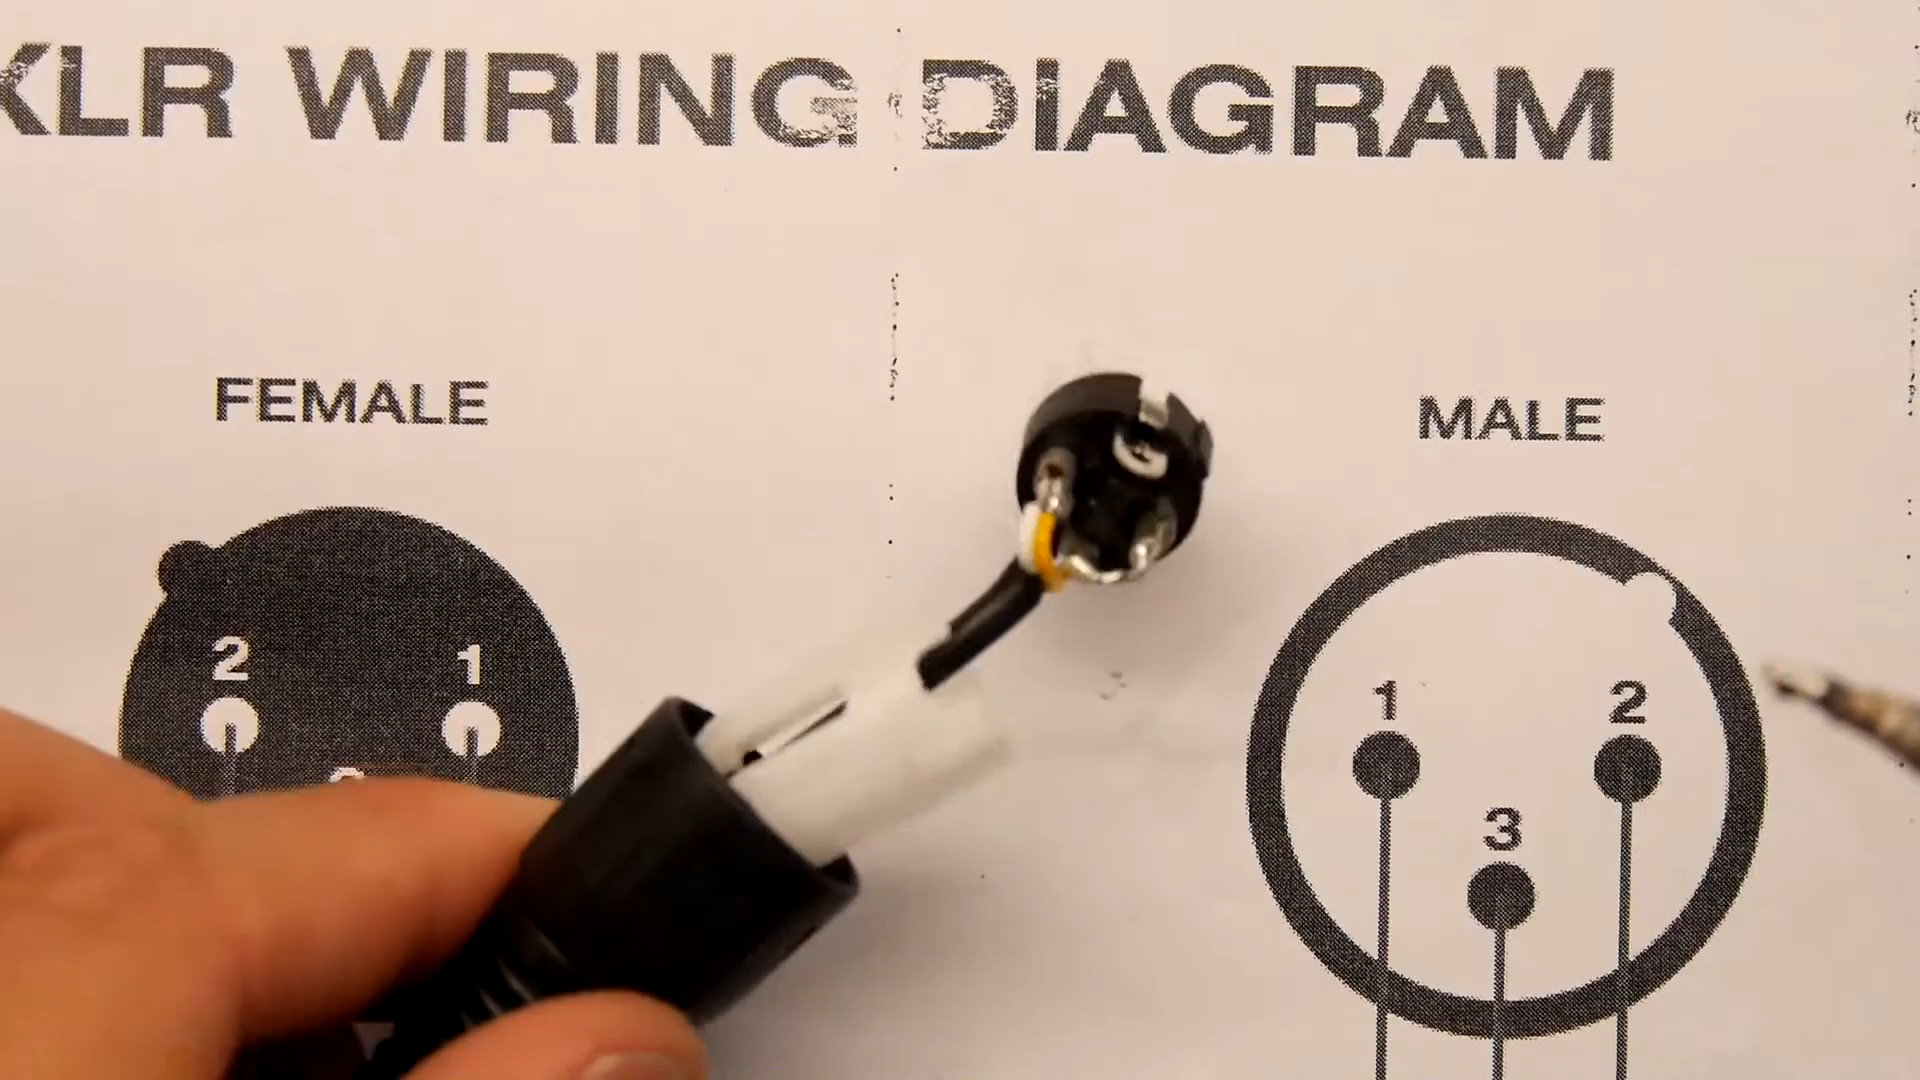 XLR WIRING DIAGRAM
FEMALE
MALE
2 1
1 2
3